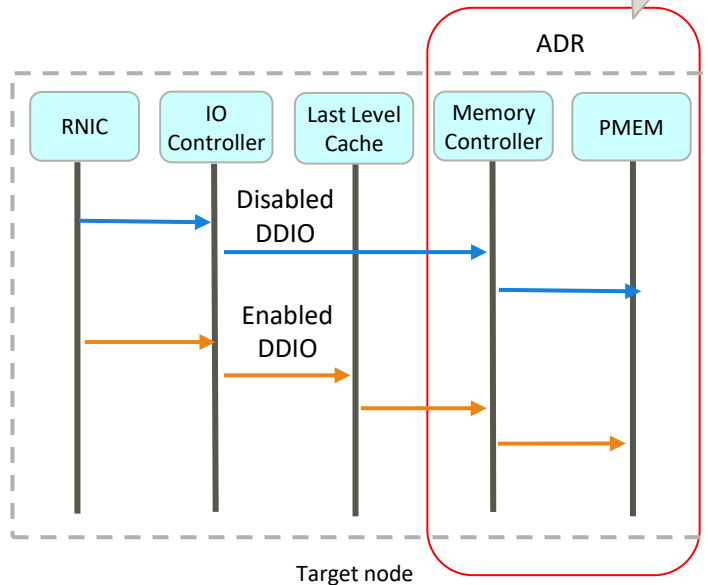 ADR
RNIC
IO
Controller
Last Level
Cache
Memory
Controller
PMEM
Disabled
DDIO
Enabled
DDIO
Target node